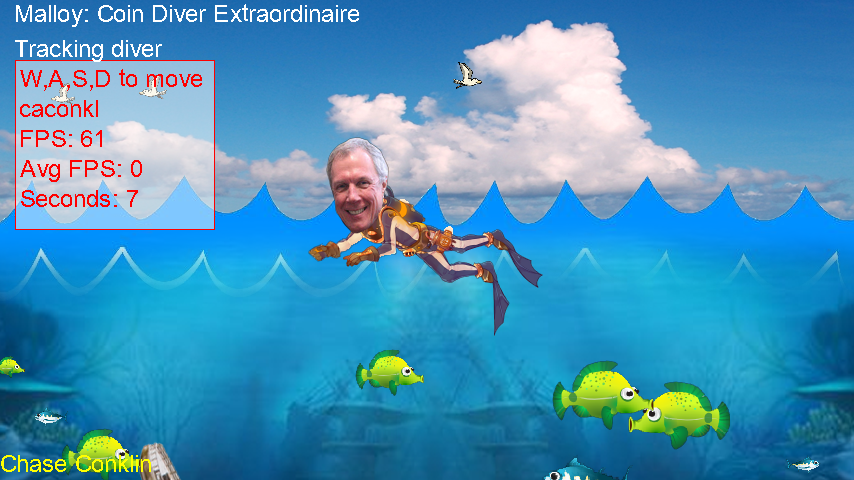 Malloy: Coin Diver Extraordinaire
Tracking diver
W,A,S,D to move
caconkl
FPS: 61
Avg FPS: 0
Seconds: 7
Chase Conklin